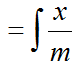 = ∫ x/m